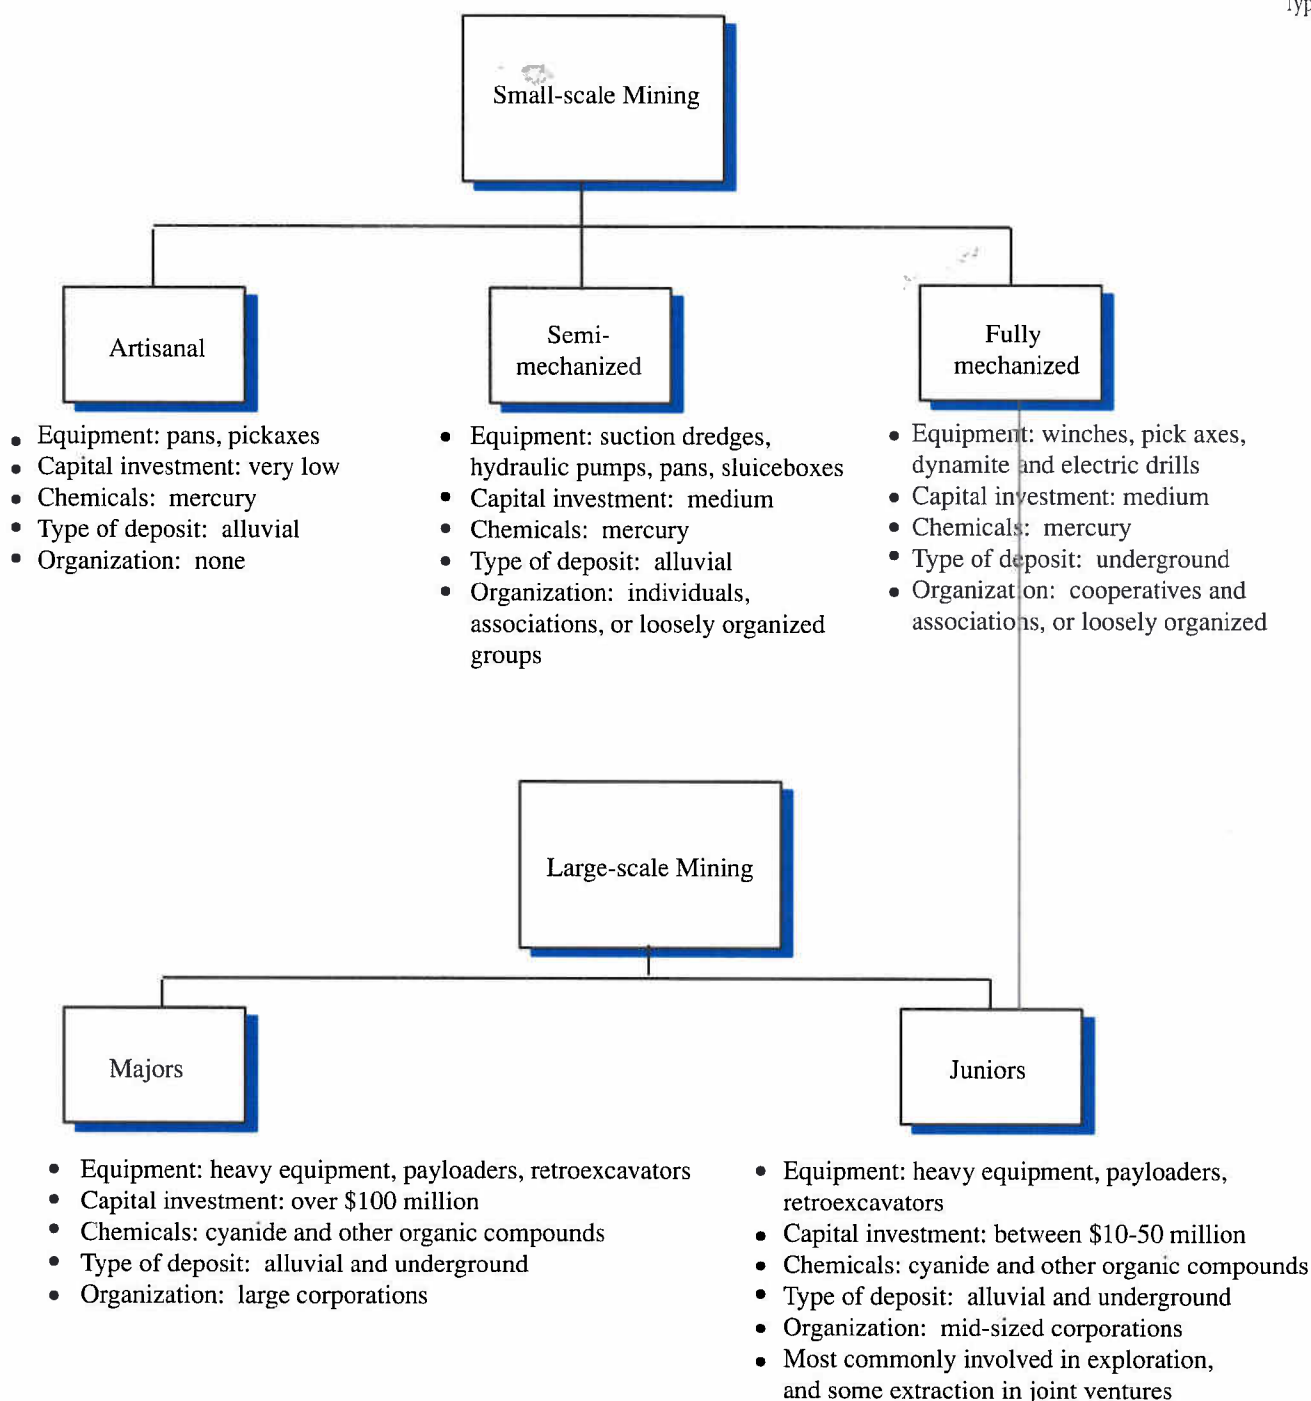 Small-scale Mining
Artisanal
Semi-
mechanized
Fully
mechanized
• Equipment: pans, pickaxes
• Capital investment: very low
• Chemicals: mercury
• Type of deposit: alluvial
• Organization: none
• Equipment: suction dredges,
hydraulic pumps, pans, sluiceboxes
• Capital investment: medium
• Chemicals: mercury
• Type of deposit: alluvial
• Organization: individuals,
associations, or loosely organized
groups
• Equipment: winches, pick axes,
dynamite and electric drills
• Capital investment: medium
• Chemicals: mercury
• Type of deposit: underground
• Organization: cooperatives and
associations, or loosely organized
Large-scale Mining
Majors
Juniors
• Equipment: heavy equipment, payloaders, retroexcavators
• Capital investment: over $100 million
• Chemicals: cyanide and other organic compounds
• Type of deposit: alluvial and underground
• Organization: large corporations
• Equipment: heavy equipment, payloaders,
retroexcavators
• Capital investment: between $10-50 million
• Chemicals: cyanide and other organic compounds
• Type of deposit: alluvial and underground
• Organization: mid-sized corporations
• Most commonly involved in exploration,
and some extraction in joint ventures